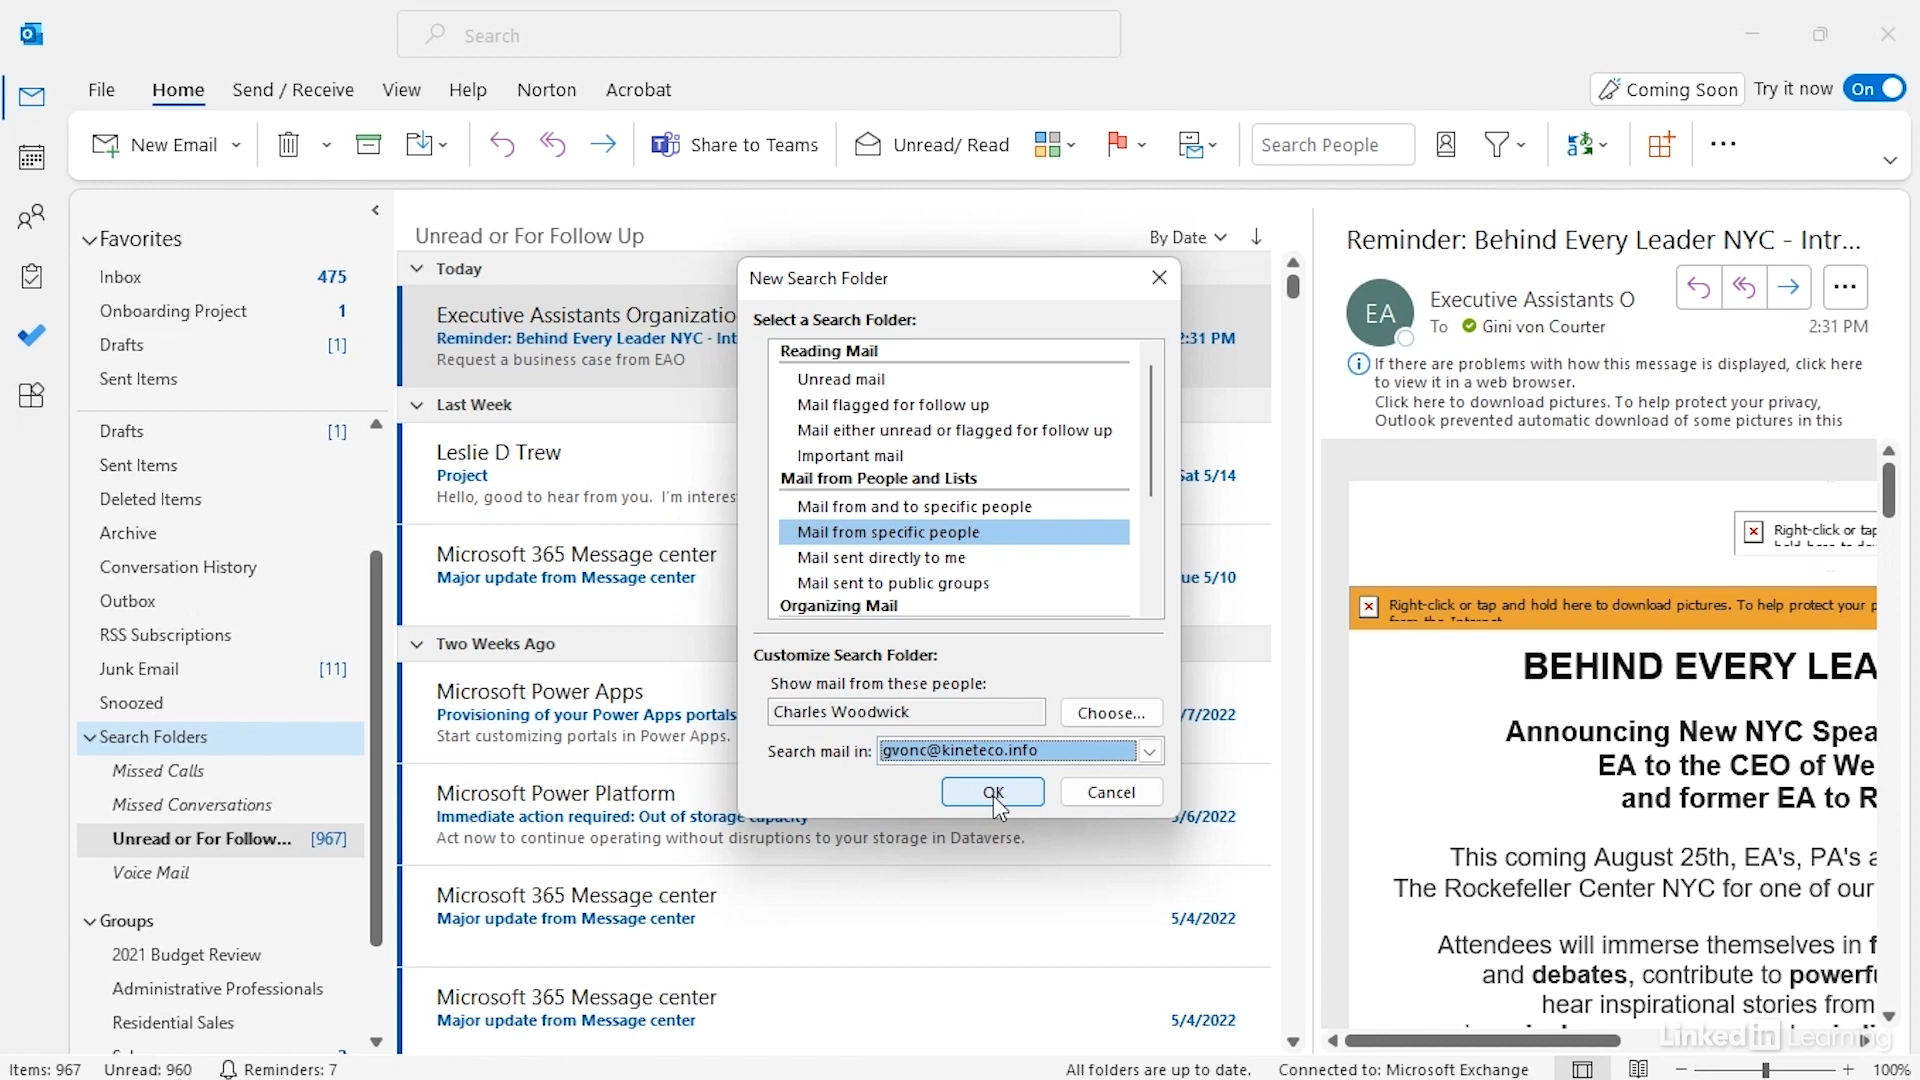 Search
File
Home
Send / Receive
View
Help
Norton
Acrobat
Coming Soon
Try it now
On
New Email
Share to Teams
Unread/ Read
Search People
Favorites
Inbox 475
Onboarding Project 1
Drafts [1]
Sent Items
Drafts [1]
Sent Items
Deleted Items
Archive
Conversation History
Outbox
RSS Subscriptions
Junk Email [11]
Snoozed
Search Folders
Missed Calls
Missed Conversations
Unread or For Follow... [967]
Voice Mail
Groups
2021 Budget Review
Administrative Professionals
Residential Sales
Unread or For Follow Up
By Date
Today
Executive Assistants Organizatio
Reminder: Behind Every Leader NYC - Int
2:31 PM
Request a business case from EAO
Last Week
Leslie D Trew
Project
Sat 5/14
Hello, good to hear from you. I'm interes
Microsoft 365 Message center
Major update from Message center
ue 5/10
Two Weeks Ago
Microsoft Power Apps
Provisioning of your Power Apps portals
/7/2022
Start customizing portals in Power Apps.
Microsoft Power Platform
Immediate action required: Out of storage capacity
/6/2022
Act now to continue operating without disruptions to your storage in Dataverse.
Microsoft 365 Message center
Major update from Message center
5/4/2022
Microsoft 365 Message center
Major update from Message center
5/4/2022
New Search Folder
Select a Search Folder:
Reading Mail
Unread mail
Mail flagged for follow up
Mail either unread or flagged for follow up
Important mail
Mail from People and Lists
Mail from and to specific people
Mail from specific people
Mail sent directly to me
Mail sent to public groups
Organizing Mail
Customize Search Folder:
Show mail from these people:
Charles Woodwick
Choose...
Search mail in: gvonc@kineteco.info
OK
Cancel
Reminder: Behind Every Leader NYC - Intr...
EA
Executive Assistants O
To Gini von Courter
2:31 PM
If there are problems with how this message is displayed, click here
to view it in a web browser.
Click here to download pictures. To help protect your privacy,
Outlook prevented automatic download of some pictures in this
Right-click or tap
Right-click or tap and hold here to download pictures. To help protect your p
from the Internet
BEHIND EVERY LEA
Announcing New NYC Spea
EA to the CEO of We
and former EA to R
This coming August 25th, EA's, PA's a
The Rockefeller Center NYC for one of our
Attendees will immerse themselves in f
and debates, contribute to powerfu
hear inspirational stories from
LinkedIn Learning
Items: 967
Unread: 960
Reminders: 7
All folders are up to date.
Connected to: Microsoft Exchange
100%